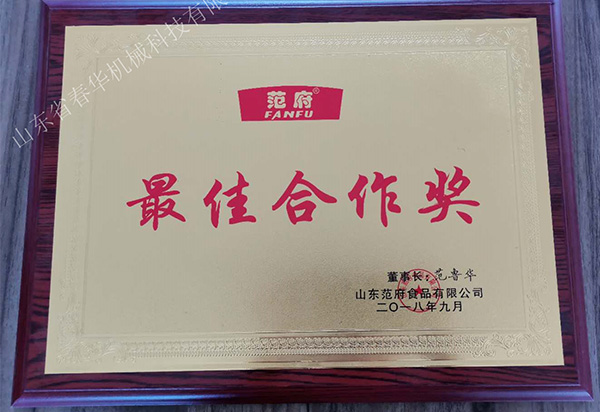 山东省春华机械科技有限
范府®
FANFU
最佳合作奖
董事长:范鲁华
山东范府食品有限公司
二〇一八年九月